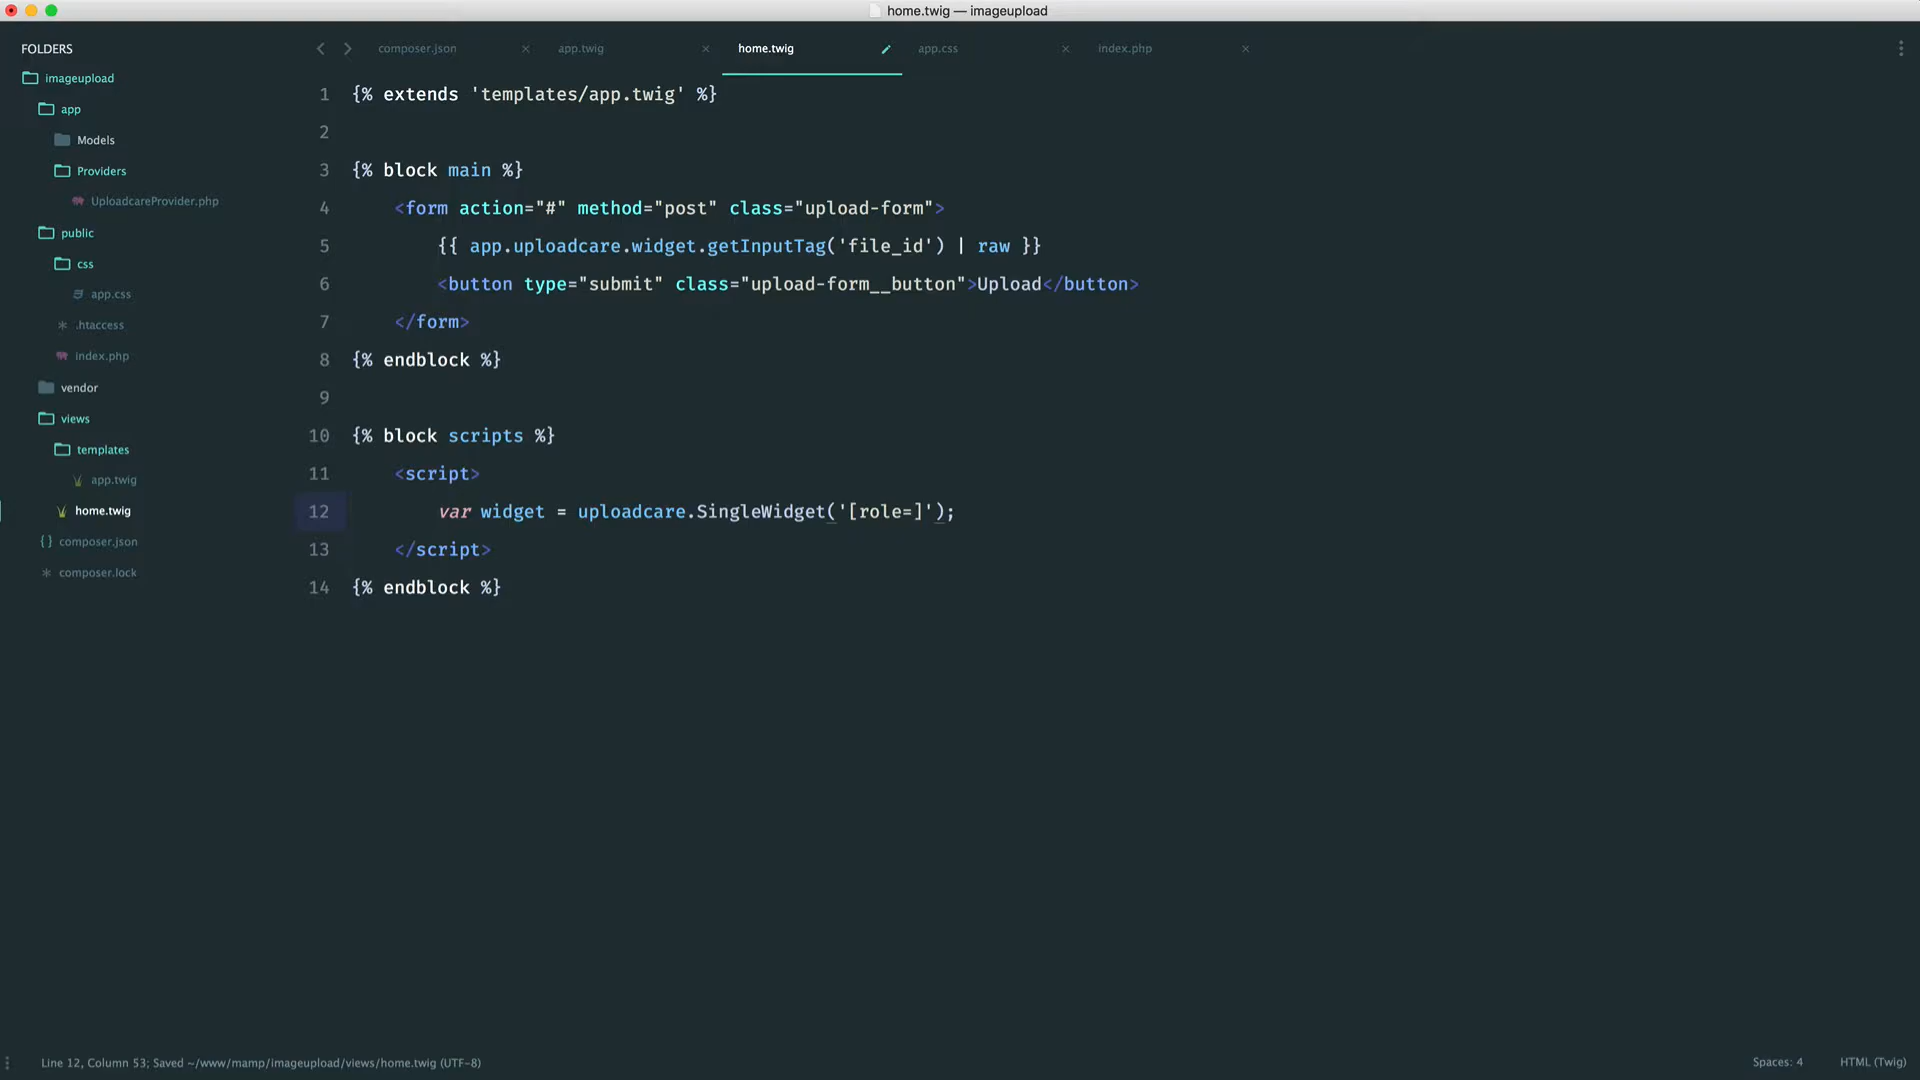 home.twig — imageupload
FOLDERS
imageupload
app
Models
Providers
UploadcareProvider.php
public
css
app.css
.htaccess
index.php
vendor
views
templates
app.twig
home.twig
composer.json
composer.lock
composer.json
app.twig
home.twig
app.css
index.php
1 {% extends 'templates/app.twig' %}
2
3 {% block main %}
4 <form action="#" method="post" class="upload-form">
5 {{ app.uploadcare.widget.getInputTag('file_id') | raw }}
6 <button type="submit" class="upload-form__button">Upload</button>
7 </form>
8 {% endblock %}
9
10 {% block scripts %}
11 <script>
12 var widget = uploadcare.SingleWidget('[role=]');
13 </script>
14 {% endblock %}
Line 12, Column 53; Saved ~/www/mamp/imageupload/views/home.twig (UTF-8)
Spaces: 4
HTML (Twig)